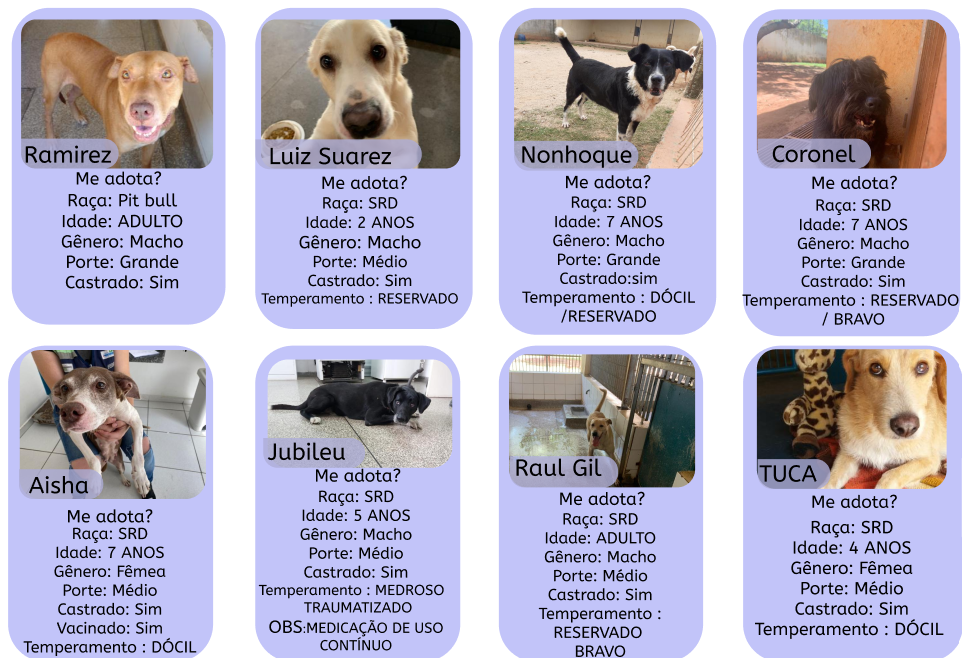 Ramirez
Me adota?
Raça: Pit bull
Idade: ADULTO
Gênero: Macho
Porte: Grande
Castrado: Sim
Luiz Suarez
Me adota?
Raça: SRD
Idade: 2 ANOS
Gênero: Macho
Porte: Médio
Castrado: Sim
Temperamento : RESERVADO
Nonhoque
Me adota?
Raça: SRD
Idade: 7 ANOS
Gênero: Macho
Porte: Grande
Castrado:sim
Temperamento : DÓCIL
/RESERVADO
Coronel
Me adota?
Raça: SRD
Idade: 7 ANOS
Gênero: Macho
Porte: Grande
Castrado: Sim
Temperamento : RESERVADO
/ BRAVO
Aisha
Me adota?
Raça: SRD
Idade: 7 ANOS
Gênero: Fêmea
Porte: Médio
Castrado: Sim
Vacinado: Sim
Temperamento : DÓCIL
Jubileu
Me adota?
Raça: SRD
Idade: 5 ANOS
Gênero: Macho
Porte: Médio
Castrado: Sim
Temperamento : MEDROSO
TRAUMATIZADO
OBS:MEDICAÇÃO DE USO
CONTÍNUO
Raul Gil
Me adota?
Raça: SRD
Idade: ADULTO
Gênero: Macho
Porte: Médio
Castrado: Sim
Temperamento :
RESERVADO
BRAVO
TUCA
Me adota?
Raça: SRD
Idade: 4 ANOS
Gênero: Fêmea
Porte: Médio
Castrado: Sim
Temperamento : DÓCIL